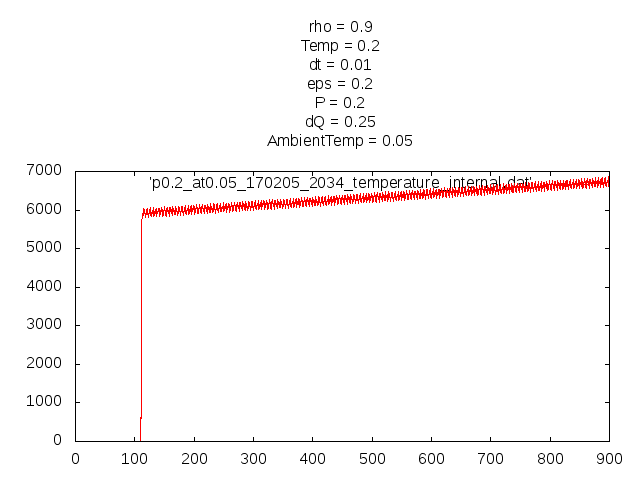 rho = 0.9
Temp = 0.2
dt = 0.01
eps = 0.2
P = 0.2
dQ = 0.25
AmbientTemp = 0.05
'p0.2_at0.05_170205_2034_temperature_internal.dat'
7000
6000
5000
4000
3000
2000
1000
0
0 100 200 300 400 500 600 700 800 900